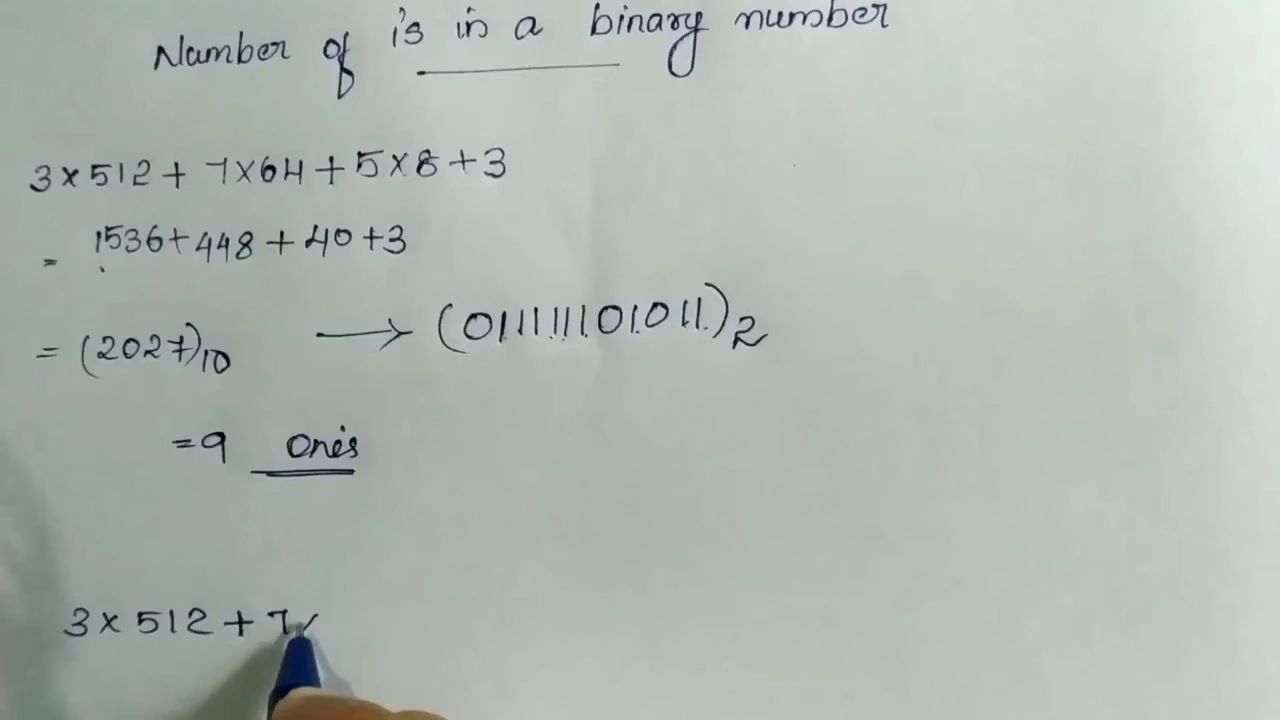 Number of 1's in a binary number
3×512+ 7×64+5×8+3
= 1536+448+40+3
= (2027)10 → (011111101011)2
=9 One's
3× 512+7